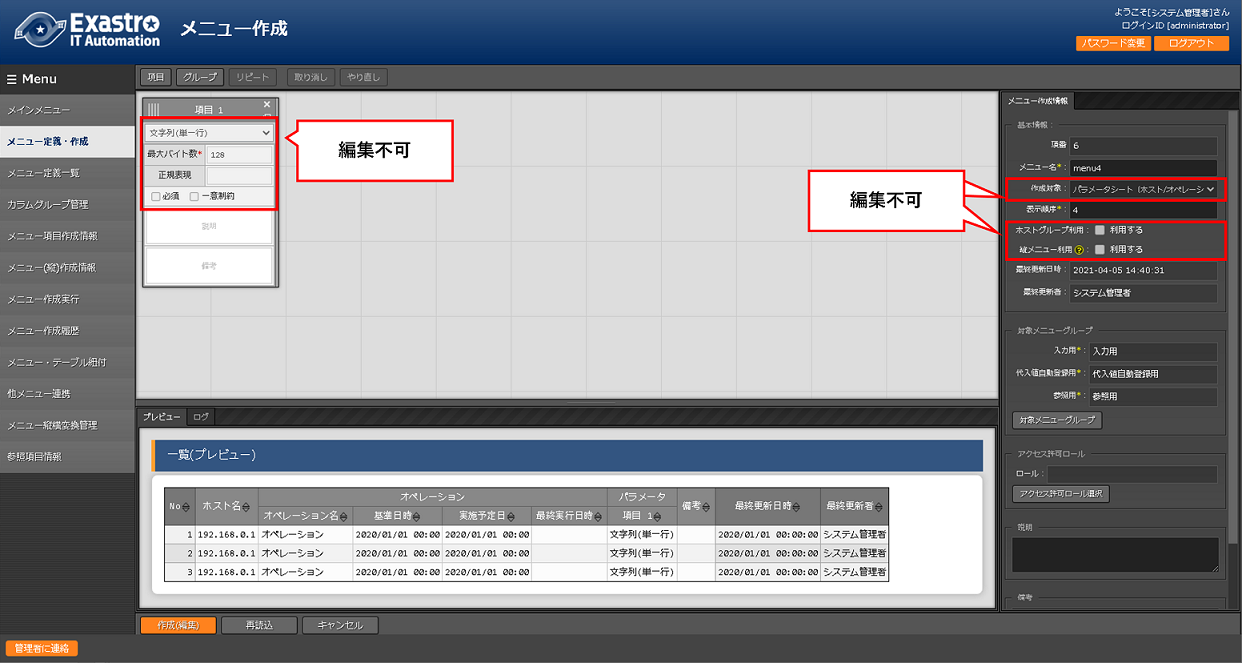 Exastro
IT Automation
メニュー作成
ようこそ[システム管理者]さん
ログインID [administrator]
パスワード変更 ログアウト
Menu
メインメニュー
メニュー定義・作成
メニュー定義一覧
カラムグループ管理
メニュー項目作成情報
メニュー(縦)作成情報
メニュー作成実行
メニュー作成履歴
メニュー・テーブル紐付
他メニュー連携
メニュー縦横変換管理
参照項目情報
項目 グループ リピート 取り消し やり直し
項目 1 ×
文字列(単一行)
最大バイト数* 128
正規表現
必須 一意制約
説明
備考
編集不可
編集不可
メニュー作成情報
基本情報 :
項番 6
メニュー名* : menu4
作成対象 : パラメータシート（ホスト/オペレーシ
表示順序* : 4
ホストグループ利用 : 利用する
縦メニュー利用 ? : 利用する
最終更新日時 : 2021-04-05 14:40:31
最終更新者 : システム管理者
対象メニューグループ
入力用* : 入力用
代入値自動登録用* : 代入値自動登録用
参照用* : 参照用
対象メニューグループ
アクセス許可ロール
ロール :
アクセス許可ロール選択
説明
備考
プレビュー ログ
一覧(プレビュー)
No ホスト名 オペレーション パラメータ 備考 最終更新日時 最終更新者
オペレーション名 基準日時 実施予定日 最終実行日時 項目 1
1 192.168.0.1 オペレーション 2020/01/01 00:00 2020/01/01 00:00 文字列(単一行) 2020/01/01 00:00:00 システム管理者
2 192.168.0.1 オペレーション 2020/01/01 00:00 2020/01/01 00:00 文字列(単一行) 2020/01/01 00:00:00 システム管理者
3 192.168.0.1 オペレーション 2020/01/01 00:00 2020/01/01 00:00 文字列(単一行) 2020/01/01 00:00:00 システム管理者
作成(編集) 再読込 キャンセル
管理者に連絡